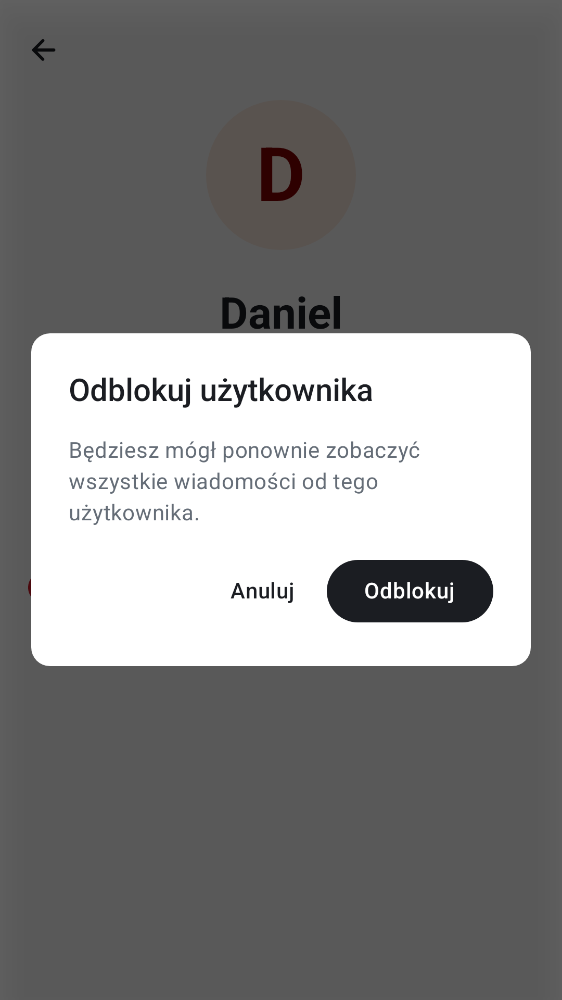 D
Daniel
Odblokuj użytkownika
Będziesz mógł ponownie zobaczyć
wszystkie wiadomości od tego
użytkownika.
Anuluj
Odblokuj